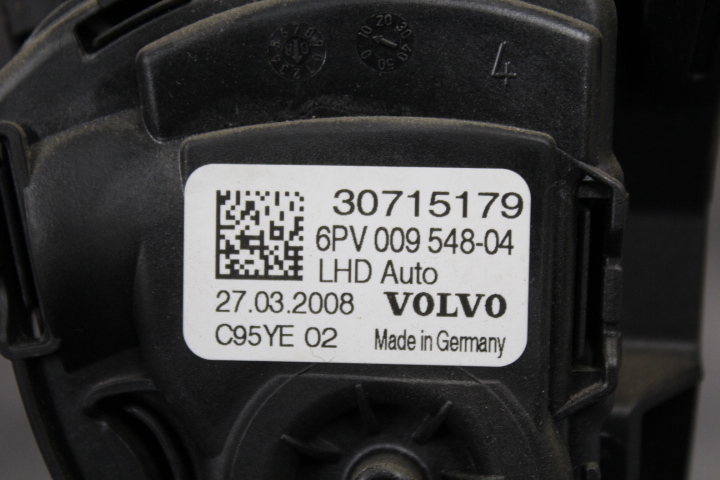 4
30715179
6PV 009 548-04
LHD Auto
27.03.2008 VOLVO
C95YE 02 Made in Germany